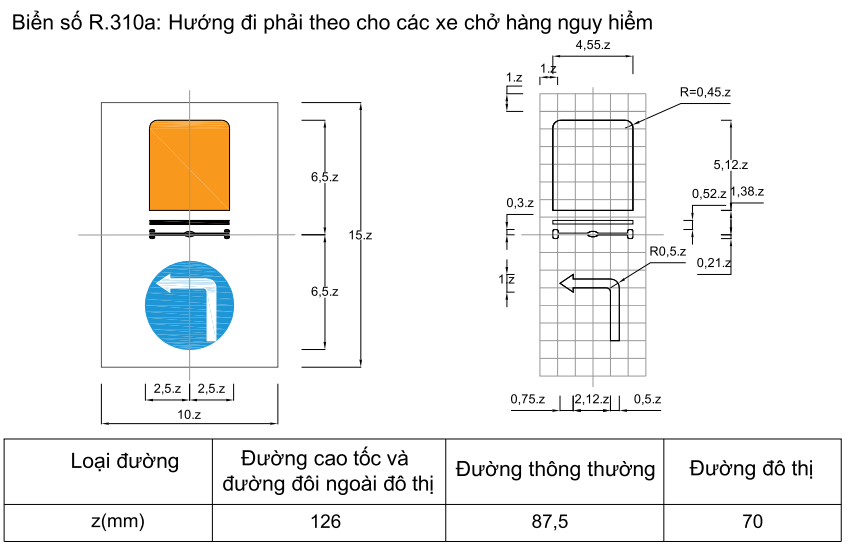 Biển số R.310a: Hướng đi phải theo cho các xe chở hàng nguy hiểm
4,55.z
1.z
1.z
R=0,45.z
6,5.z
5,12.z
0,3.z
0,52.z
1,38.z
15.z
R0,5.z
0,21.z
6,5.z
1.z
2,5.z
2,5.z
10.z
0,75.z
2,12.z
0,5.z
Loại đường
Đường cao tốc và
đường đôi ngoài đô thị
Đường thông thường
Đường đô thị
z(mm)
126
87,5
70